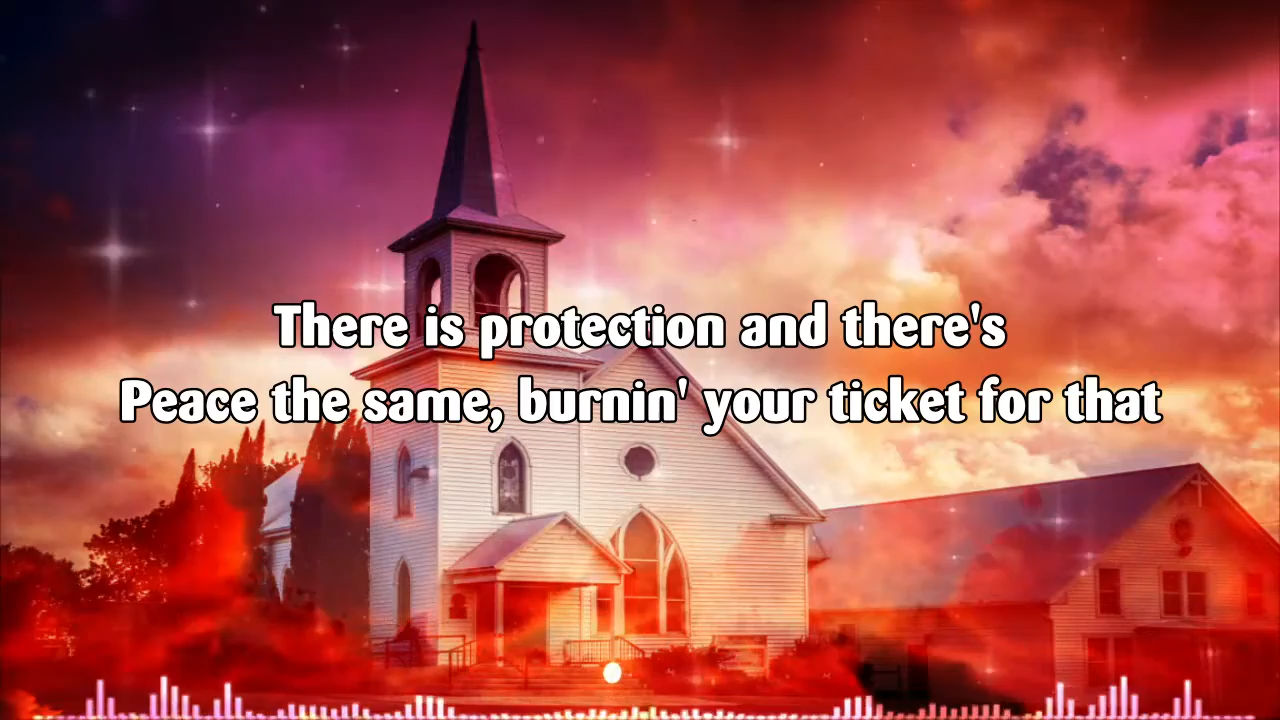 There is protection and there's
Peace the same, burnin' your ticket for that